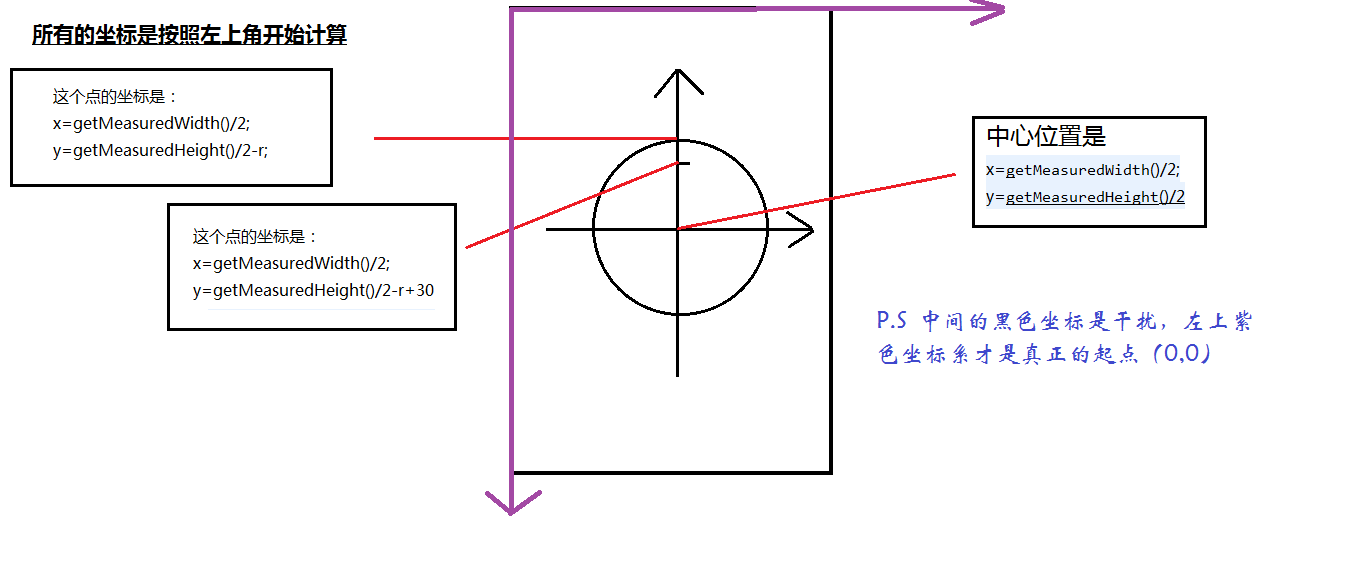 所有的坐标是按照左上角开始计算
这个点的坐标是：
x=getMeasuredWidth()/2;
y=getMeasuredHeight()/2-r;
这个点的坐标是：
x=getMeasuredWidth()/2;
y=getMeasuredHeight()/2-r+30
中心位置是
x=getMeasuredWidth()/2;
y=getMeasuredHeight()/2
P.S 中间的黑色坐标是干扰，左上紫
色坐标系才是真正的起点（0,0）